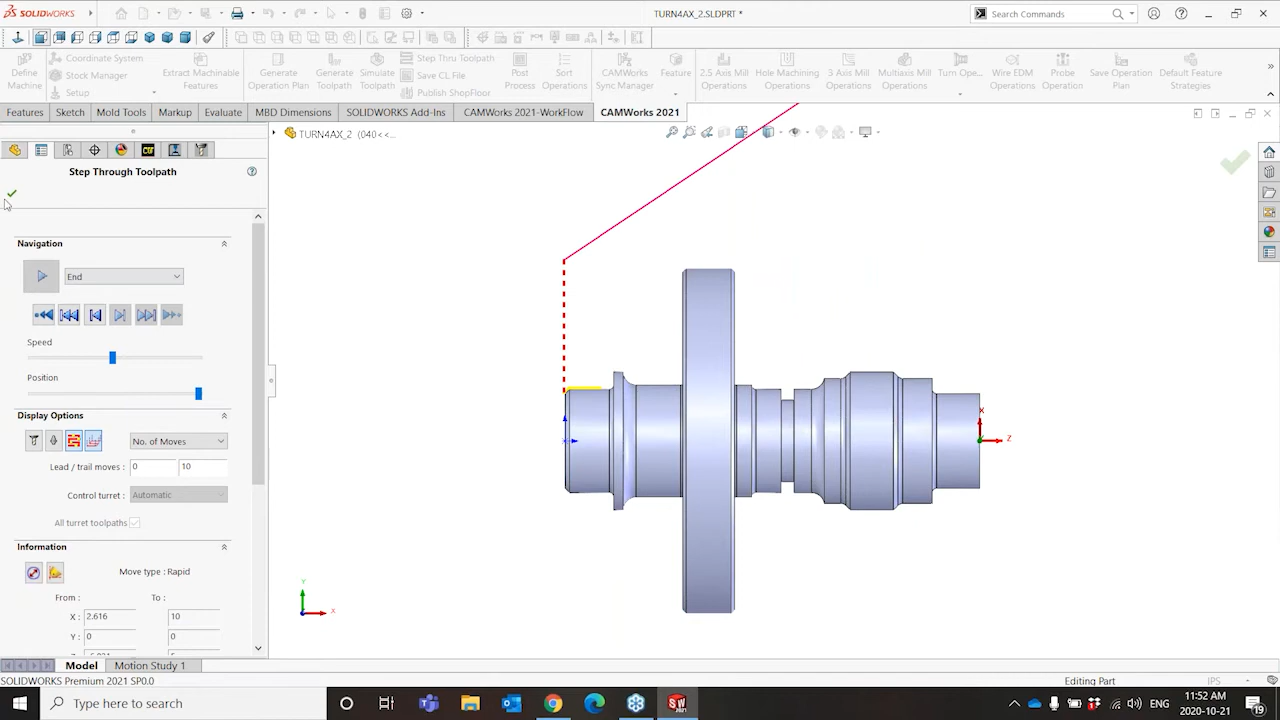 SOLIDWORKS
TURN4AX_2.SLDPRT *
Search Commands
Define
Machine
Coordinate System
Stock Manager
Setup
Extract Machinable
Features
Generate
Operation Plan
Generate
Toolpath
Simulate
Toolpath
Step Thru Toolpath
Save CL File
Publish ShopFloor
Post
Process
Sort
Operations
CAMWorks
Sync Manager
Feature
2.5 Axis Mill
Operations
Hole Machining
Operations
3 Axis Mill
Operations
Multiaxis Mill
Operations
Turn Ope...
Wire EDM
Operations
Probe
Operation
Save Operation
Plan
Default Feature
Strategies
Features
Sketch
Mold Tools
Markup
Evaluate
MBD Dimensions
SOLIDWORKS Add-Ins
CAMWorks 2021-WorkFlow
CAMWorks 2021
TURN4AX_2 (040<<...
Step Through Toolpath
Navigation
End
Speed
Position
Display Options
No. of Moves
Lead / trail moves :
0
10
Control turret :
Automatic
All turret toolpaths
Information
Move type : Rapid
From :
To :
X :
2.616
10
Y :
0
0
X
Z
Y
X
Model
Motion Study 1
SOLIDWORKS Premium 2021 SP0.0
Editing Part
IPS
Type here to search
SW
2021
ENG
11:52 AM
2020-10-21